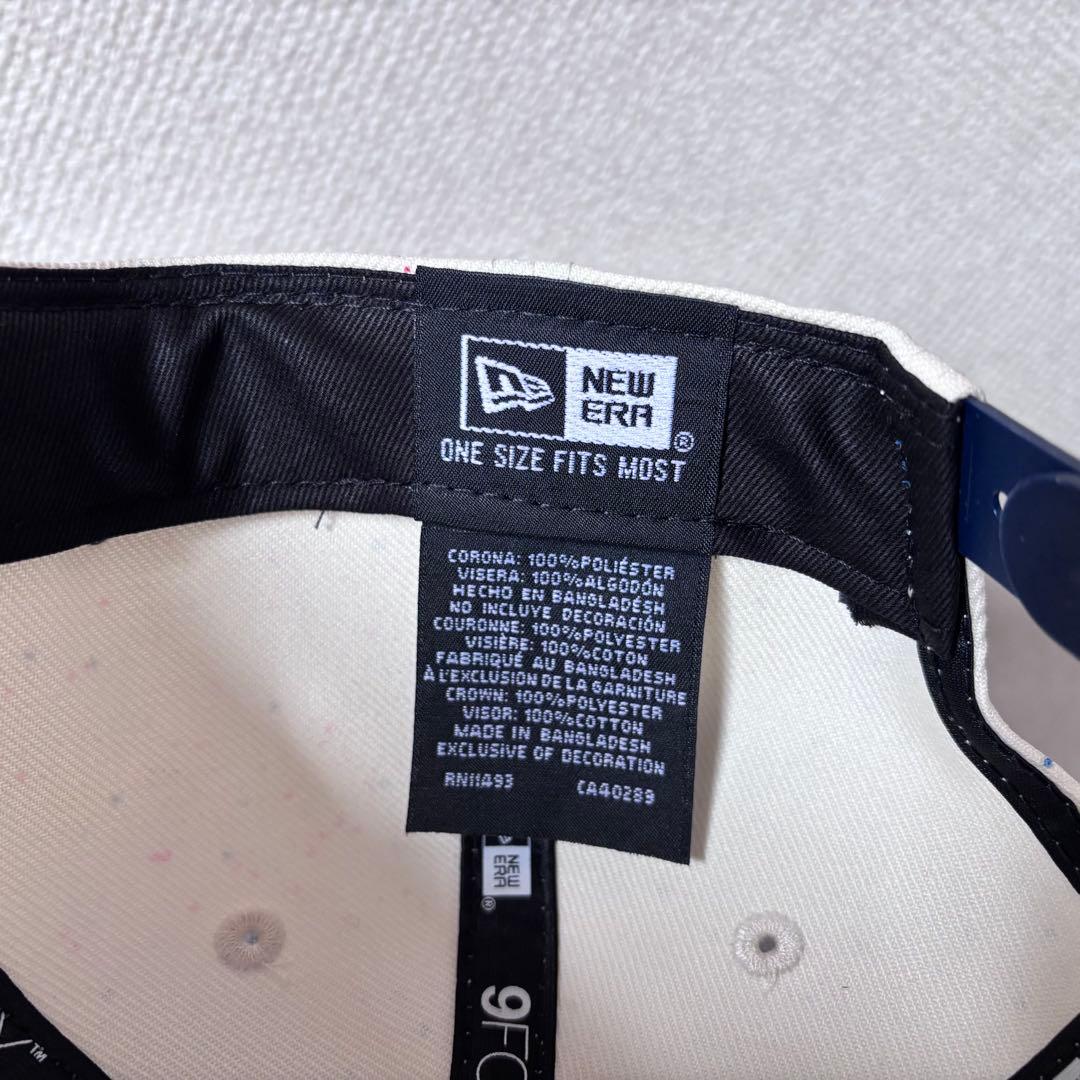 NEW
ERA
®
ONE SIZE FITS MOST
CORONA: 100%POLIÉSTER
VISERA: 100%ALGODÓN
HECHO EN BANGLADÉSH
NO INCLUYE DECORACIÓN
COURONNE: 100%POLYESTER
VISIÈRE: 100%COTON
FABRIQUÉ AU BANGLADESH
À L'EXCLUSION DE LA GARNITURE
CROWN: 100%POLYESTER
VISOR: 100%COTTON
MADE IN BANGLADESH
EXCLUSIVE OF DECORATION
RN11493 CA40289
NEW
ERA
®
™